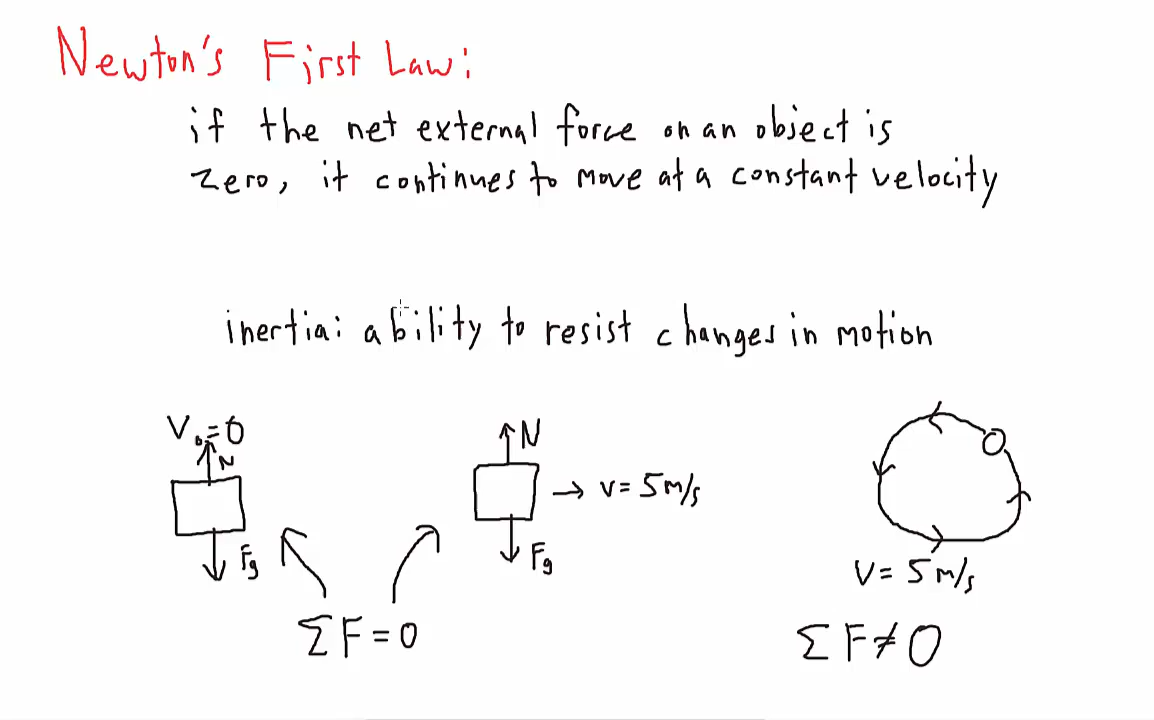 Newton's First Law:
if the net external force on an object is
zero, it continues to move at a constant velocity
inertia: ability to resist changes in motion
V₀=0
N
Fg
N
v=5m/s
Fg
ΣF=0
V=5m/s
ΣF≠0